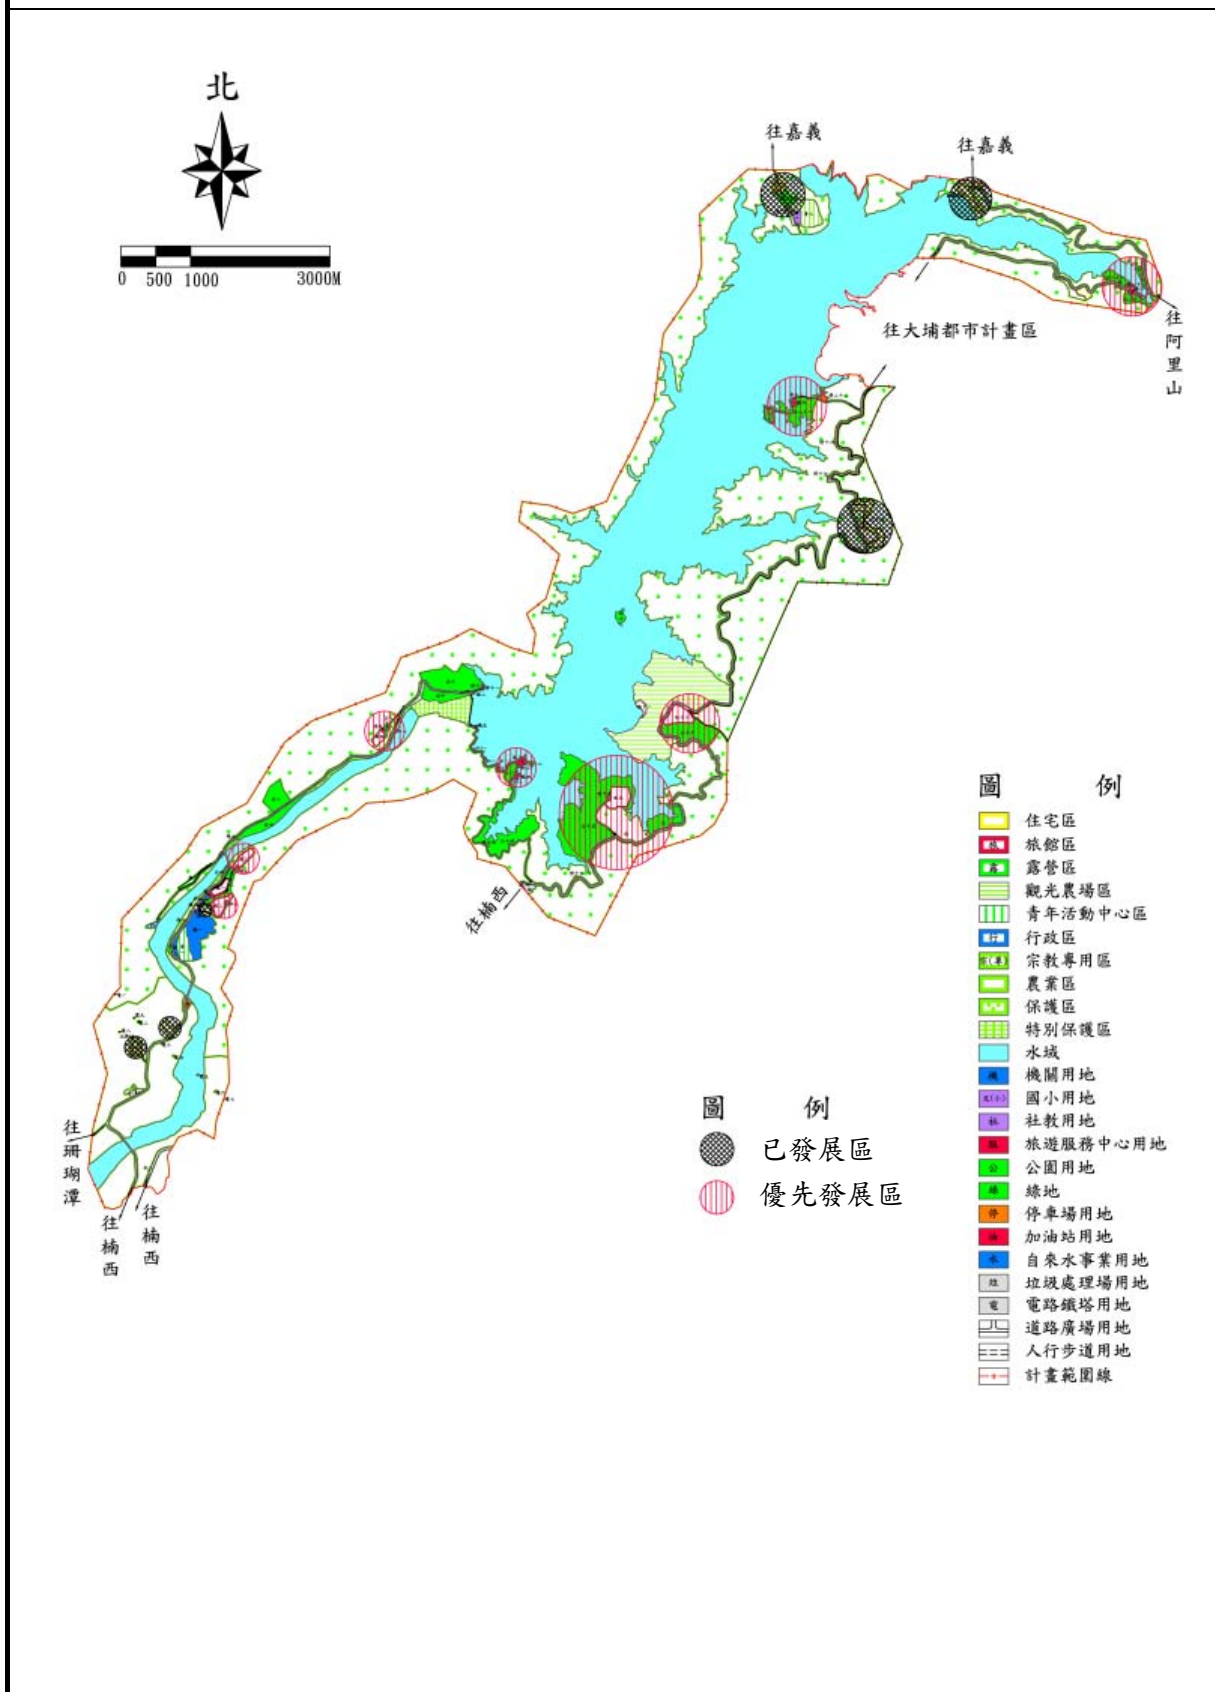 北
0 500 1000 3000M
往嘉義
往嘉義
往大埔都市計畫區
往阿里山
往楠西
往珊瑚潭
往楠西
往楠西
圖 例
已發展區
優先發展區
圖 例
住宅區
旅館區
露營區
觀光農場區
青年活動中心區
行政區
宗教專用區
農業區
保護區
特別保護區
水域
機關用地
國小用地
社教用地
旅遊服務中心用地
公園用地
綠地
停車場用地
加油站用地
自來水事業用地
垃圾處理場用地
電路鐵塔用地
道路廣場用地
人行步道用地
計畫範圍線